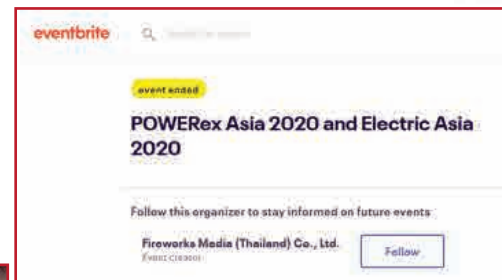 eventbrite
event ended
POWERex Asia 2020 and Electric Asia
2020
Follow this organizer to stay informed on future events
Fireworks Media (Thailand) Co., Ltd.
Event creator
Follow